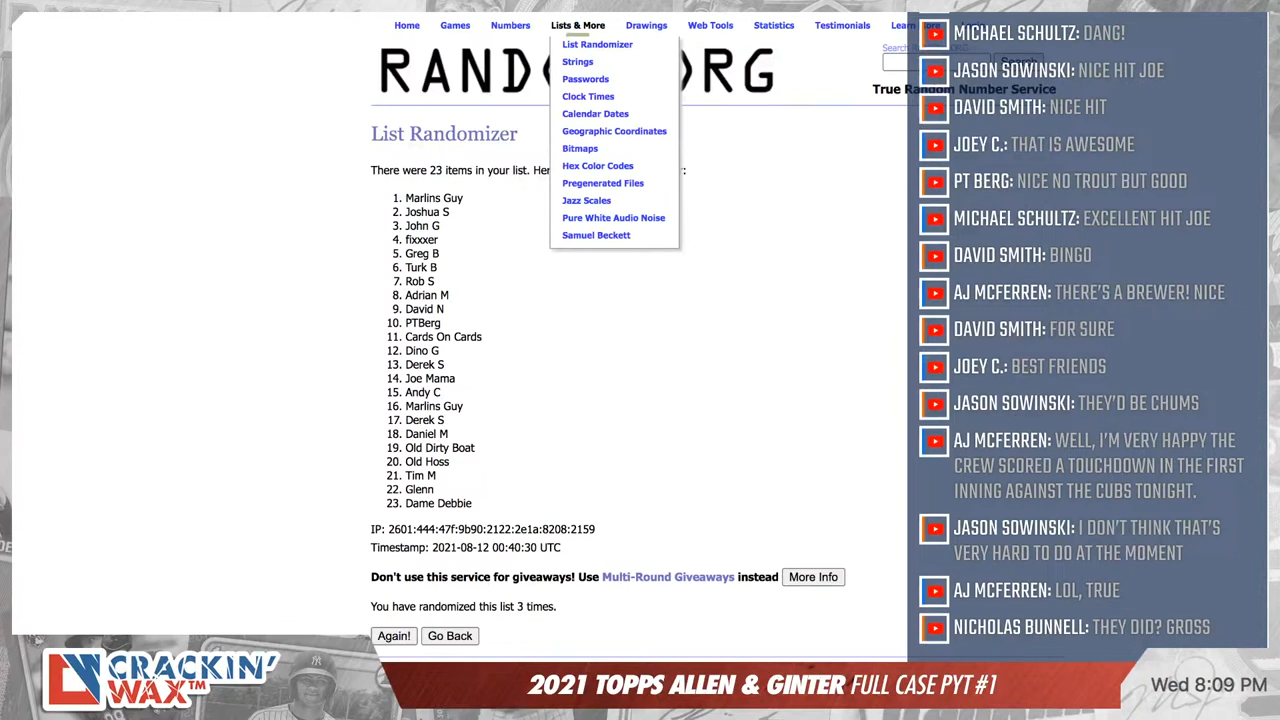 Home Games Numbers Lists & More Drawings Web Tools Statistics Testimonials Learn
List Randomizer
Strings
Passwords
Clock Times
Calendar Dates
Geographic Coordinates
Bitmaps
Hex Color Codes
Pregenerated Files
Jazz Scales
Pure White Audio Noise
Samuel Beckett
RAND RG
True Random Number Service
List Randomizer
There were 23 items in your list. Her
1. Marlins Guy
2. Joshua S
3. John G
4. fixxxer
5. Greg B
6. Turk B
7. Rob S
8. Adrian M
9. David N
10. PTBerg
11. Cards On Cards
12. Dino G
13. Derek S
14. Joe Mama
15. Andy C
16. Marlins Guy
17. Derek S
18. Daniel M
19. Old Dirty Boat
20. Old Hoss
21. Tim M
22. Glenn
23. Dame Debbie
IP: 2601:444:47f:9b90:2122:2e1a:8208:2159
Timestamp: 2021-08-12 00:40:30 UTC
Don't use this service for giveaways! Use Multi-Round Giveaways instead More Info
You have randomized this list 3 times.
Again! Go Back
MICHAEL SCHULTZ: DANG!
JASON SOWINSKI: NICE HIT JOE
DAVID SMITH: NICE HIT
JOEY C.: THAT IS AWESOME
PT BERG: NICE NO TROUT BUT GOOD
MICHAEL SCHULTZ: EXCELLENT HIT JOE
DAVID SMITH: BINGO
AJ MCFERREN: THERE'S A BREWER! NICE
DAVID SMITH: FOR SURE
JOEY C.: BEST FRIENDS
JASON SOWINSKI: THEY'D BE CHUMS
AJ MCFERREN: WELL, I'M VERY HAPPY THE
CREW SCORED A TOUCHDOWN IN THE FIRST
INNING AGAINST THE CUBS TONIGHT.
JASON SOWINSKI: I DON'T THINK THAT'S
VERY HARD TO DO AT THE MOMENT
AJ MCFERREN: LOL, TRUE
NICHOLAS BUNNELL: THEY DID? GROSS
CRACKIN'
WAX™
2021 TOPPS ALLEN & GINTER FULL CASE PYT #1
Wed 8:09 PM